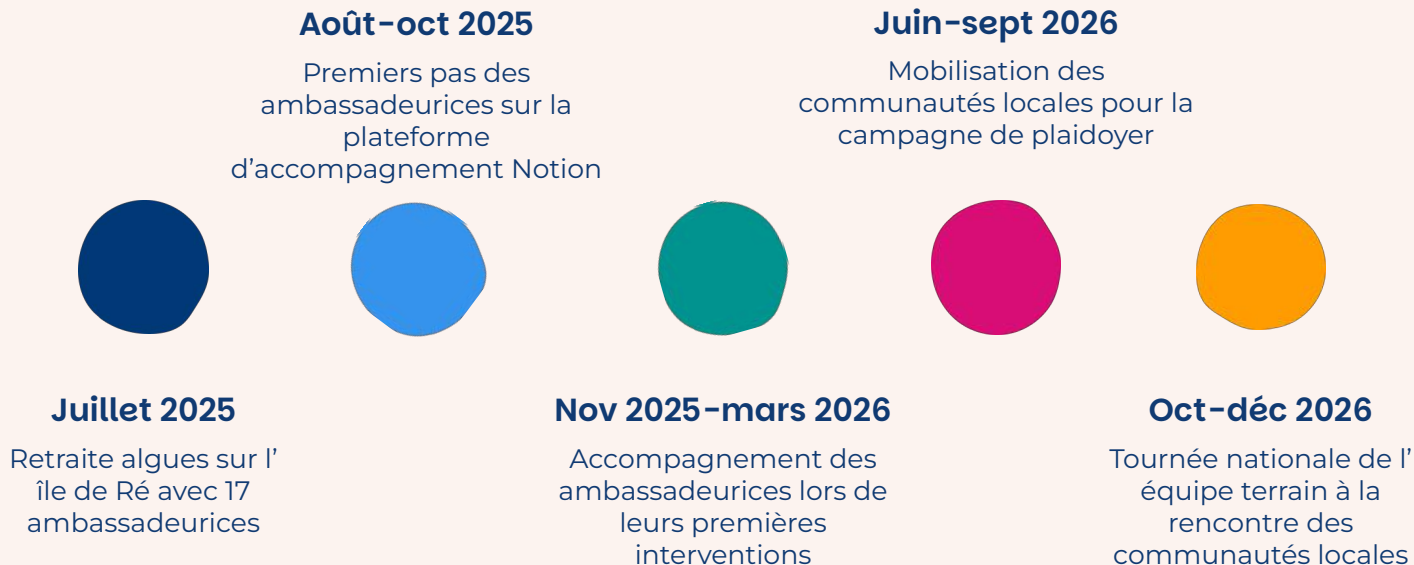 Août-oct 2025
Premiers pas des
ambassadeurices sur la
plateforme
d’accompagnement Notion
Juin-sept 2026
Mobilisation des
communautés locales pour la
campagne de plaidoyer
Juillet 2025
Retraite algues sur l’
île de Ré avec 17
ambassadeurices
Nov 2025-mars 2026
Accompagnement des
ambassadeurices lors de
leurs premières
interventions
Oct-déc 2026
Tournée nationale de l’
équipe terrain à la
rencontre des
communautés locales